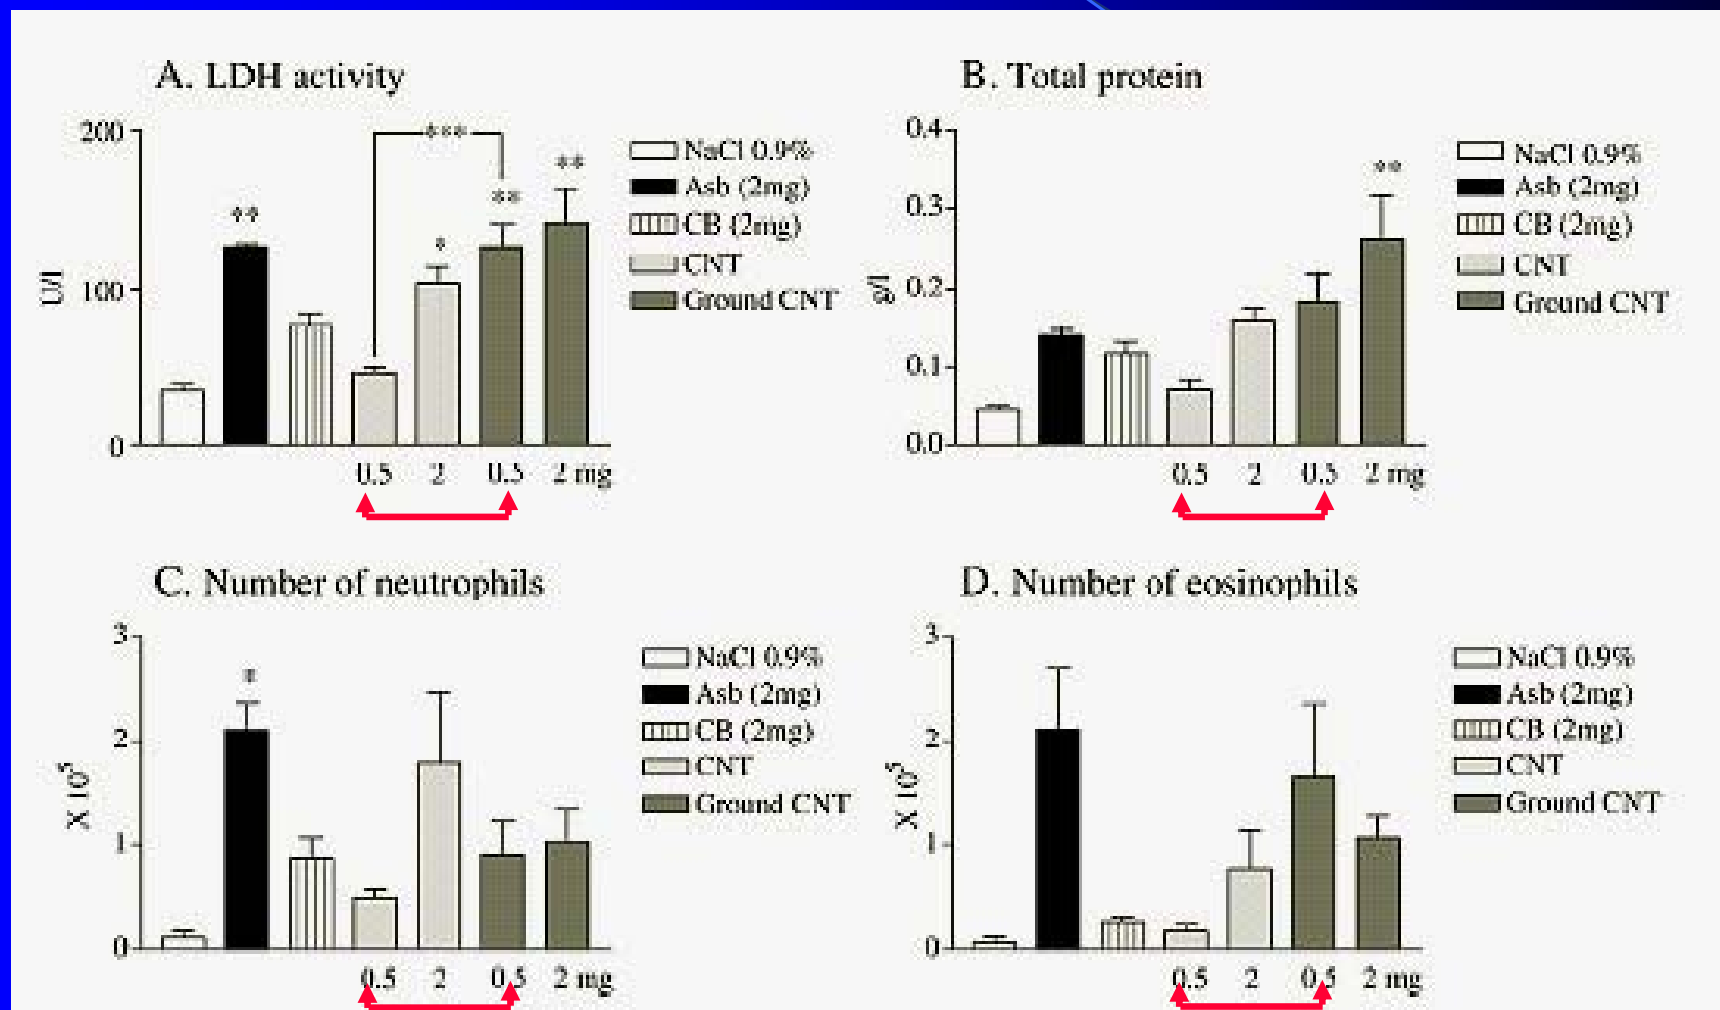 A. LDH activity
200
100
0
U/l
***
**
*
**
**
NaCl 0.9%
Asb (2mg)
CB (2mg)
CNT
Ground CNT
0.5 2 0.5 2 mg
B. Total protein
0.4
0.3
0.2
0.1
0.0
g/l
**
NaCl 0.9%
Asb (2mg)
CB (2mg)
CNT
Ground CNT
0.5 2 0.5 2 mg
C. Number of neutrophils
3
2
1
0
X 10⁵
*
NaCl 0.9%
Asb (2mg)
CB (2mg)
CNT
Ground CNT
0.5 2 0.5 2 mg
D. Number of eosinophils
3
2
1
0
X 10⁵
NaCl 0.9%
Asb (2mg)
CB (2mg)
CNT
Ground CNT
0.5 2 0.5 2 mg